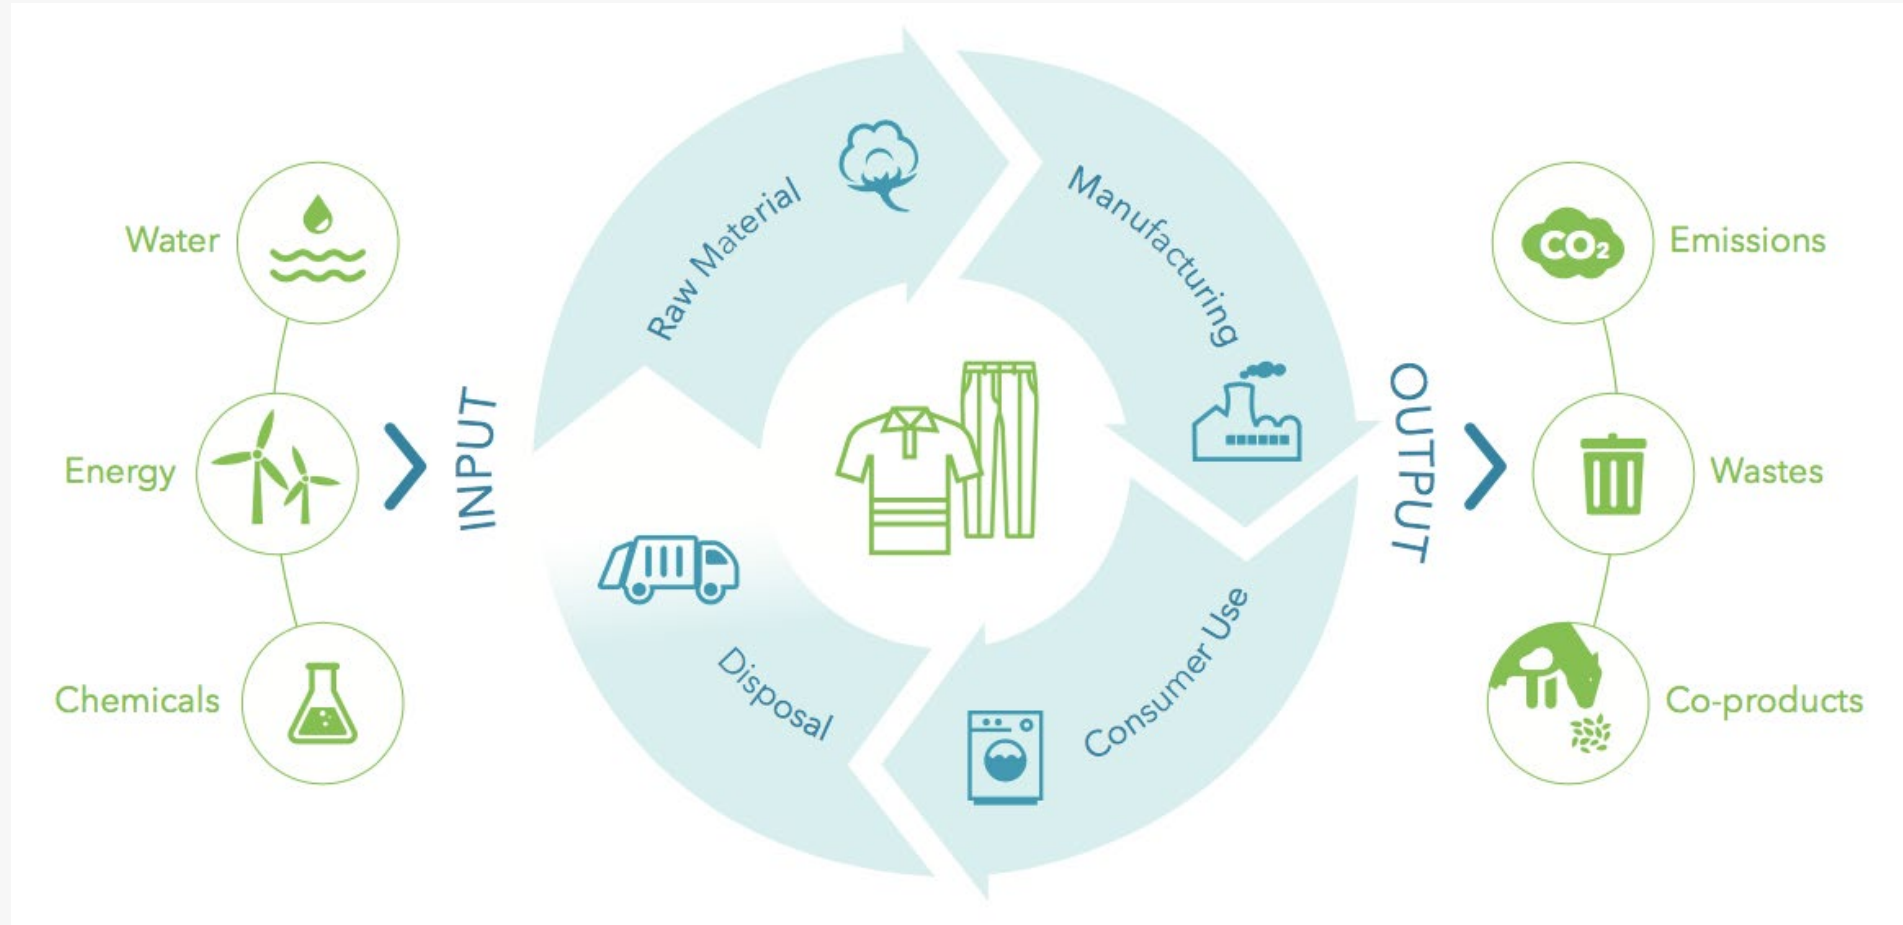 Water
Energy
Chemicals
INPUT
Raw Material
Manufacturing
Consumer Use
Disposal
OUTPUT
CO₂
Emissions
Wastes
Co-products